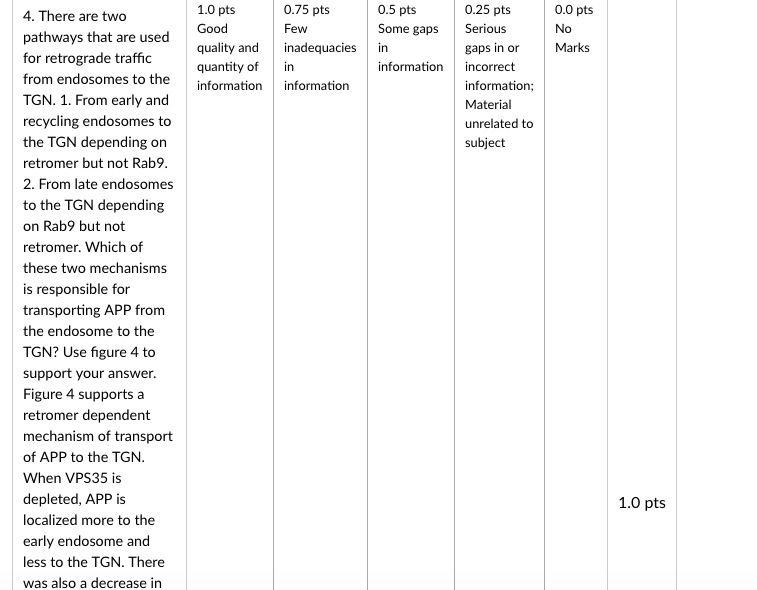 4. There are two
pathways that are used
for retrograde traffic
from endosomes to the
TGN. 1. From early and
recycling endosomes to
the TGN depending on
retromer but not Rab9.
2. From late endosomes
to the TGN depending
on Rab9 but not
retromer. Which of
these two mechanisms
is responsible for
transporting APP from
the endosome to the
TGN? Use figure 4 to
support your answer.
Figure 4 supports a
retromer dependent
mechanism of transport
of APP to the TGN.
When VPS35 is
depleted, APP is
localized more to the
early endosome and
less to the TGN. There
was also a decrease in
1.0 pts
Good
quality and
quantity of
information
0.75 pts
Few
inadequacies
in
information
0.5 pts
Some gaps
in
information
0.25 pts
Serious
gaps in or
incorrect
information;
Material
unrelated to
subject
0.0 pts
No
Marks
1.0 pts